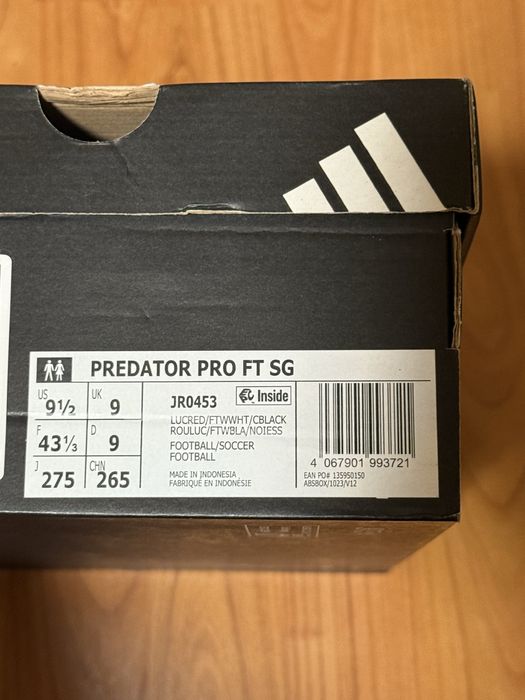 PREDATOR PRO FT SG
US 9½ UK 9
F 43⅓ D 9
J 275 CHN 265
JR0453 Inside
LUCRED/FTWWHT/CBLACK
ROULUC/FTWBLA/NOIESS
FOOTBALL/SOCCER
FOOTBALL
MADE IN INDONESIA
FABRIQUÉ EN INDONÉSIE
4 067901 993721
EAN PO# 135950150
ABSBOX/1023/V12